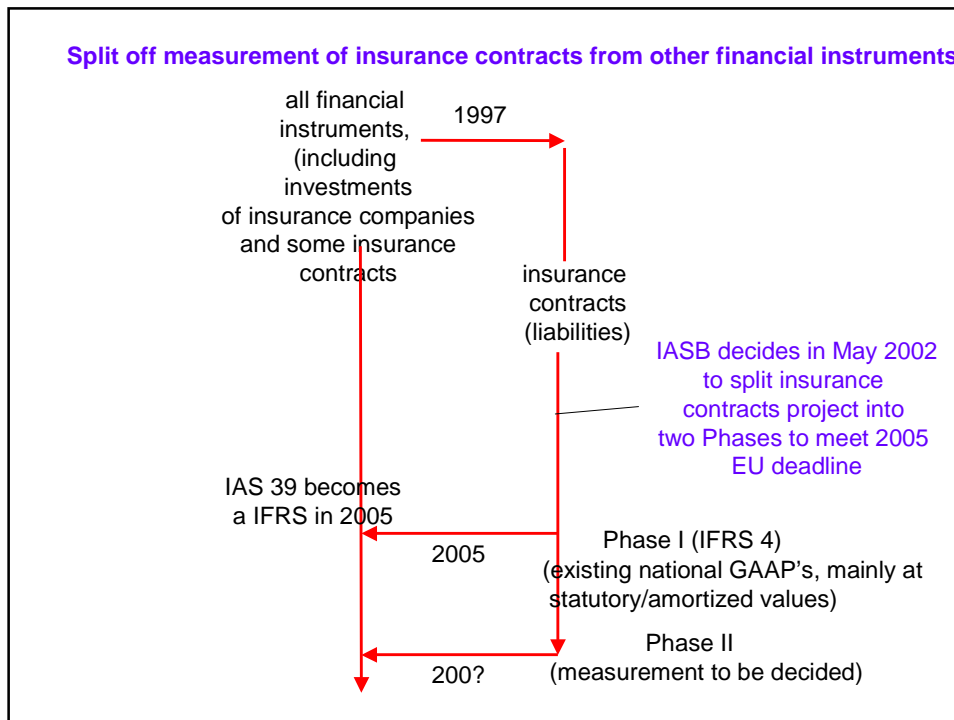 Split off measurement of insurance contracts from other financial instruments
all financial
instruments,
(including
investments
of insurance companies
and some insurance
contracts
1997
insurance
contracts
(liabilities)
IASB decides in May 2002
to split insurance
contracts project into
two Phases to meet 2005
EU deadline
IAS 39 becomes
a IFRS in 2005
2005
Phase I (IFRS 4)
(existing national GAAP's, mainly at
statutory/amortized values)
Phase II
(measurement to be decided)
200?